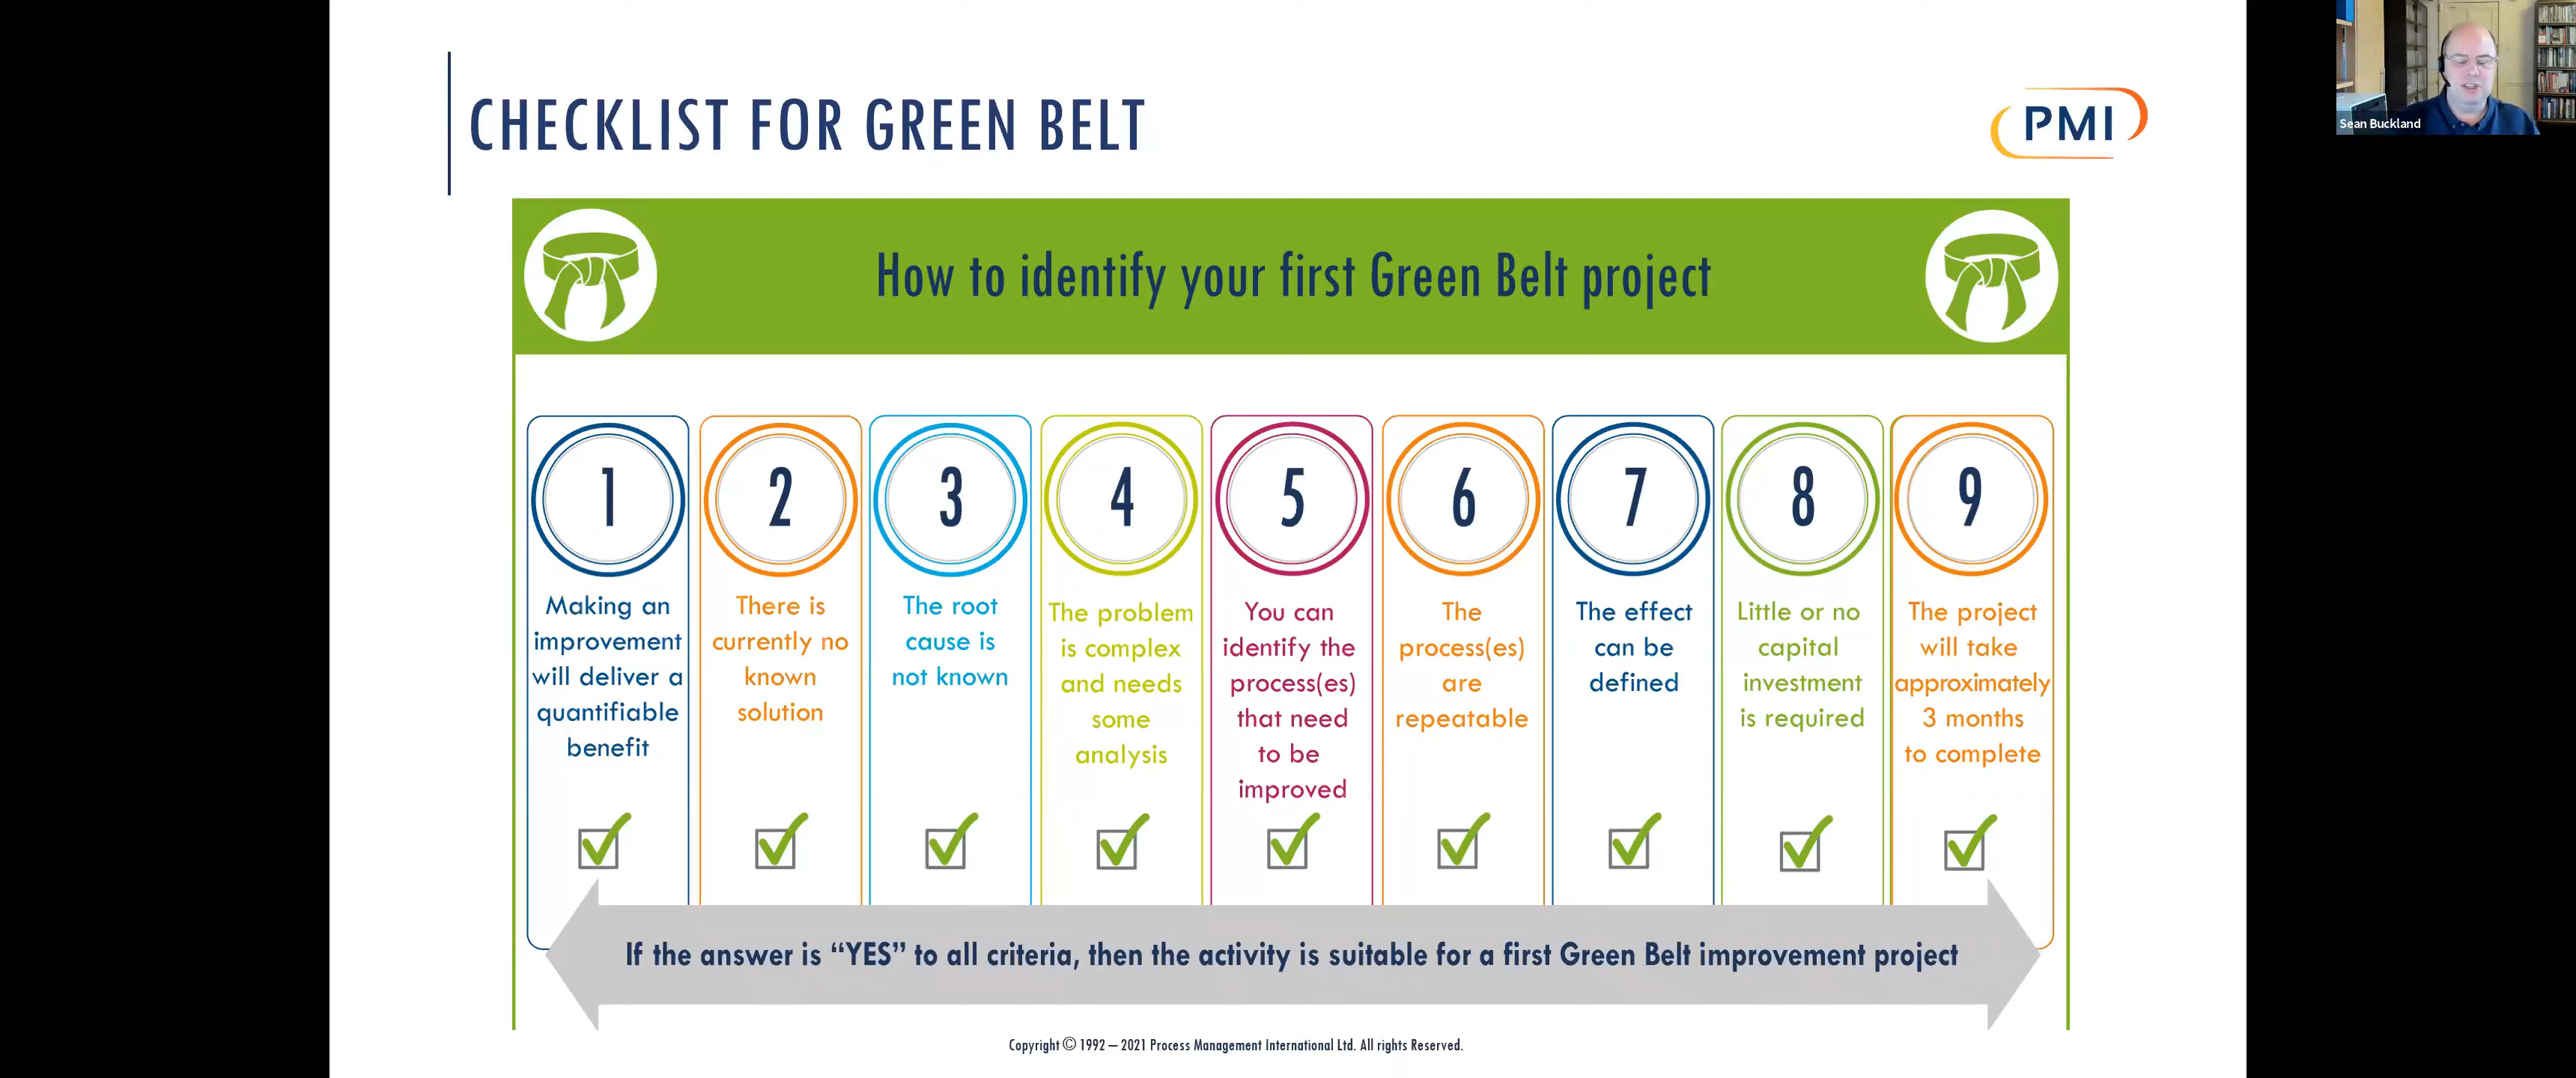 CHECKLIST FOR GREEN BELT
PMI
Sean Buckland
How to identify your first Green Belt project
1
Making an
improvement
will deliver a
quantifiable
benefit
2
There is
currently no
known
solution
3
The root
cause is
not known
4
The problem
is complex
and needs
some
analysis
5
You can
identify the
process(es)
that need
to be
improved
6
The
process(es)
are
repeatable
7
The effect
can be
defined
8
Little or no
capital
investment
is required
9
The project
will take
approximately
3 months
to complete
If the answer is “YES” to all criteria, then the activity is suitable for a first Green Belt improvement project
Copyright © 1992 – 2021 Process Management International Ltd. All rights Reserved.